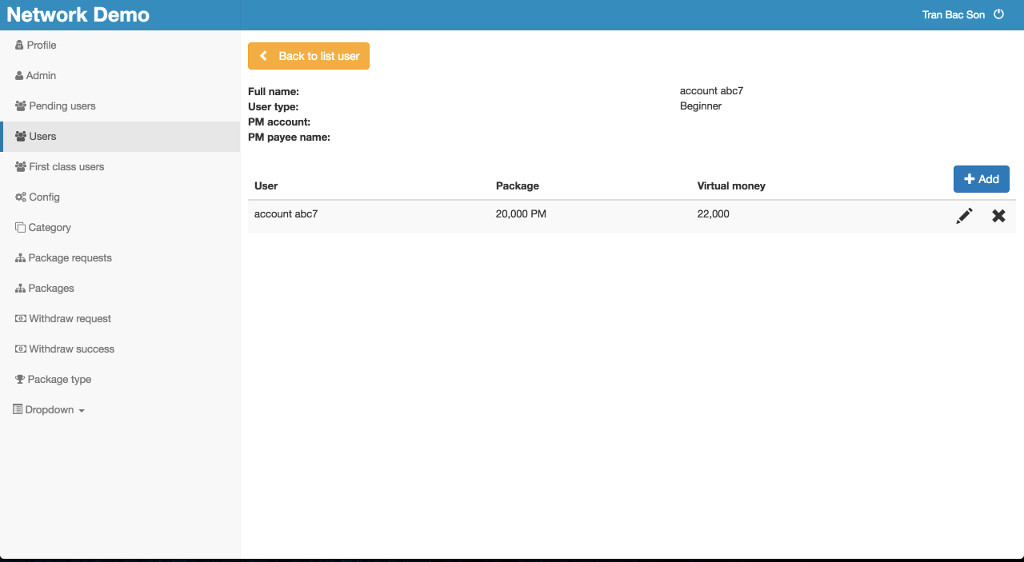 Network Demo
Tran Bac Son
Profile
Admin
Pending users
Users
First class users
Config
Category
Package requests
Packages
Withdraw request
Withdraw success
Package type
Dropdown
Back to list user
Full name: account abc7
User type: Beginner
PM account:
PM payee name:
Add
User Package Virtual money
account abc7 20,000 PM 22,000